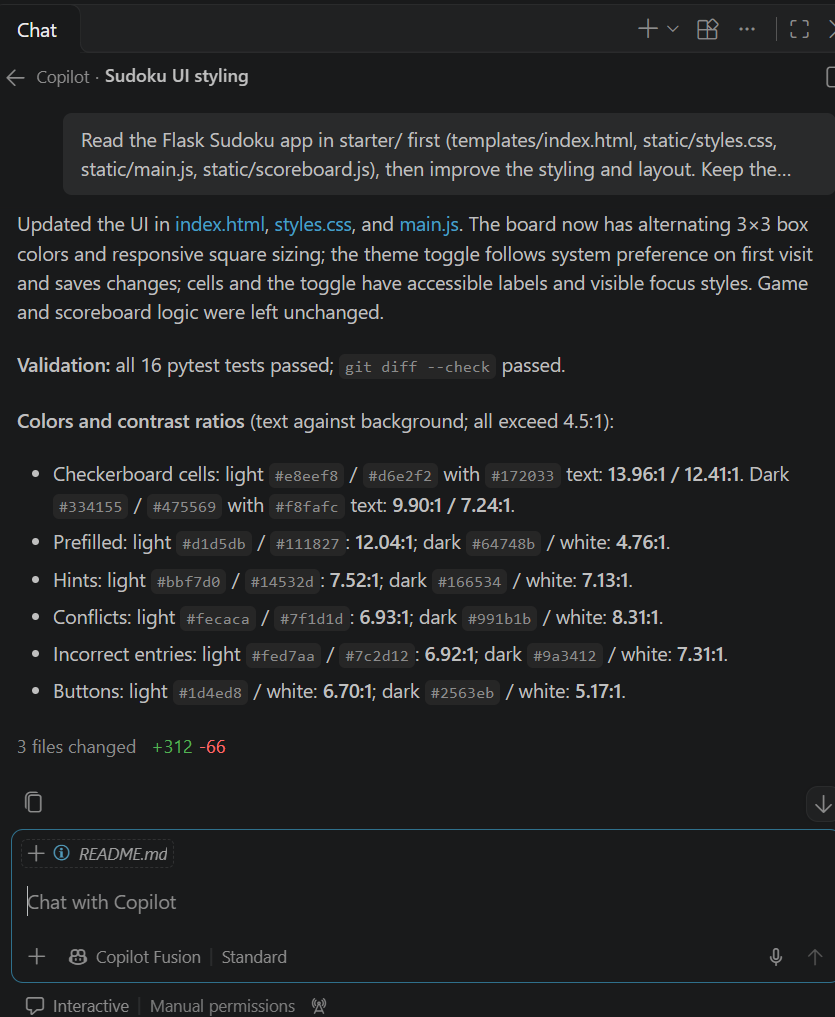 Chat
Copilot · Sudoku UI styling
Read the Flask Sudoku app in starter/ first (templates/index.html, static/styles.css,
static/main.js, static/scoreboard.js), then improve the styling and layout. Keep the...
Updated the UI in index.html, styles.css, and main.js. The board now has alternating 3×3 box
colors and responsive square sizing; the theme toggle follows system preference on first visit
and saves changes; cells and the toggle have accessible labels and visible focus styles. Game
and scoreboard logic were left unchanged.
Validation: all 16 pytest tests passed; git diff --check passed.
Colors and contrast ratios (text against background; all exceed 4.5:1):
• Checkerboard cells: light #e8eef8 / #d6e2f2 with #172033 text: 13.96:1 / 12.41:1. Dark
#334155 / #475569 with #f8fafc text: 9.90:1 / 7.24:1.
• Prefilled: light #d1d5db / #111827: 12.04:1; dark #64748b / white: 4.76:1.
• Hints: light #bbf7d0 / #14532d: 7.52:1; dark #166534 / white: 7.13:1.
• Conflicts: light #fecaca / #7f1d1d: 6.93:1; dark #991b1b / white: 8.31:1.
• Incorrect entries: light #fed7aa / #7c2d12: 6.92:1; dark #9a3412 / white: 7.31:1.
• Buttons: light #1d4ed8 / white: 6.70:1; dark #2563eb / white: 5.17:1.
3 files changed +312 -66
README.md
Chat with Copilot
Copilot Fusion Standard
Interactive Manual permissions